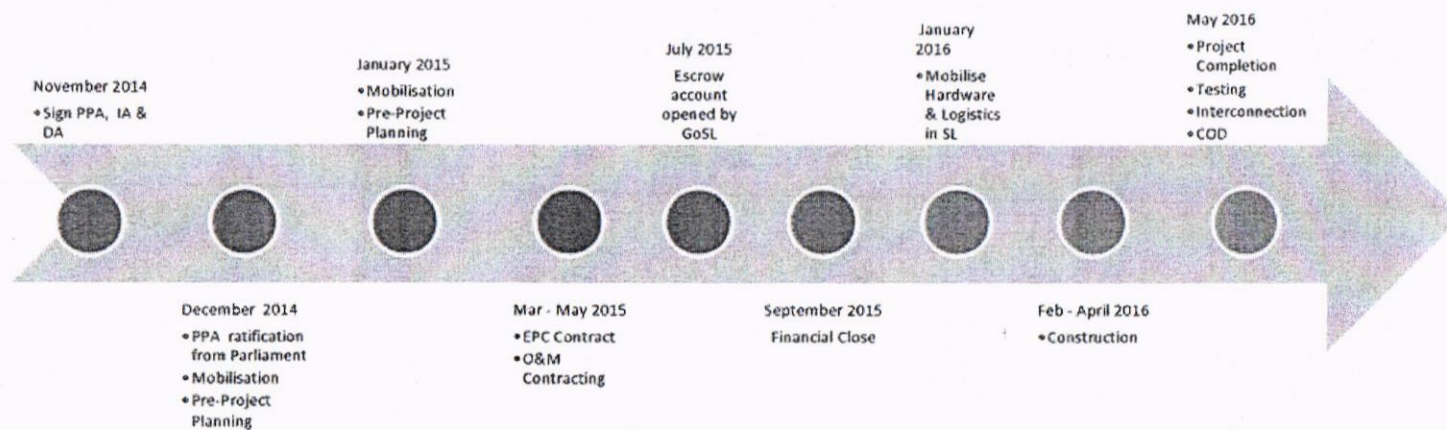 November 2014
• Sign PPA, IA &
DA
December 2014
• PPA ratification
from Parliament
• Mobilisation
• Pre-Project
Planning
January 2015
• Mobilisation
• Pre-Project
Planning
Mar - May 2015
• EPC Contract
• O&M
Contracting
July 2015
Escrow
account
opened by
GoSL
September 2015
Financial Close
January
2016
• Mobilise
Hardware
& Logistics
in SL
Feb - April 2016
• Construction
May 2016
• Project
Completion
• Testing
• Interconnection
• COD